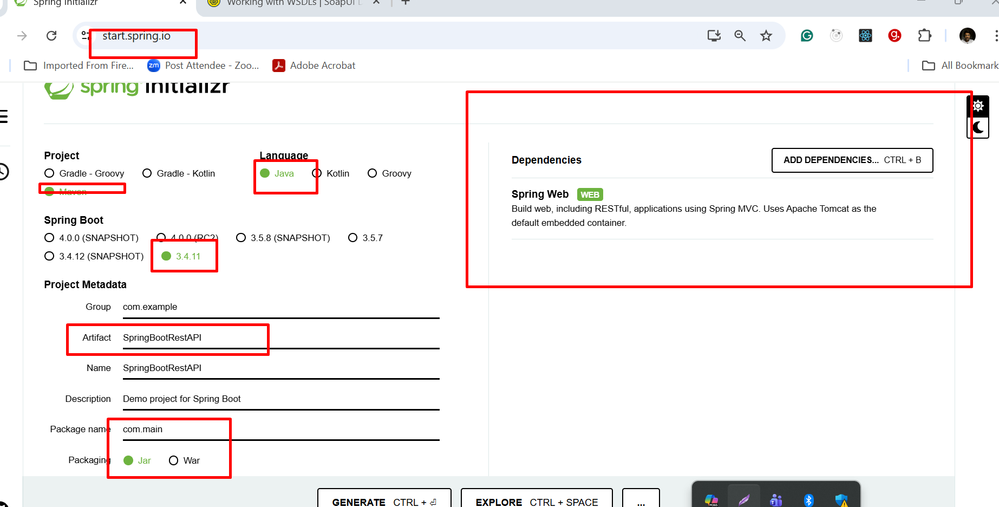 Spring Initializr
Working with WSDLs | SoapUI
start.spring.io
Imported From Fire...
Post Attendee - Zoo...
Adobe Acrobat
All Bookmark
spring initializr
Project
Gradle - Groovy
Gradle - Kotlin
Maven
Language
Java
Kotlin
Groovy
Spring Boot
4.0.0 (SNAPSHOT)
4.0.0 (RC2)
3.5.8 (SNAPSHOT)
3.5.7
3.4.12 (SNAPSHOT)
3.4.11
Project Metadata
Group com.example
Artifact SpringBootRestAPI
Name SpringBootRestAPI
Description Demo project for Spring Boot
Package name com.main
Packaging Jar War
Dependencies
ADD DEPENDENCIES... CTRL + B
Spring Web WEB
Build web, including RESTful, applications using Spring MVC. Uses Apache Tomcat as the
default embedded container.
GENERATE CTRL + ⏎
EXPLORE CTRL + SPACE
...